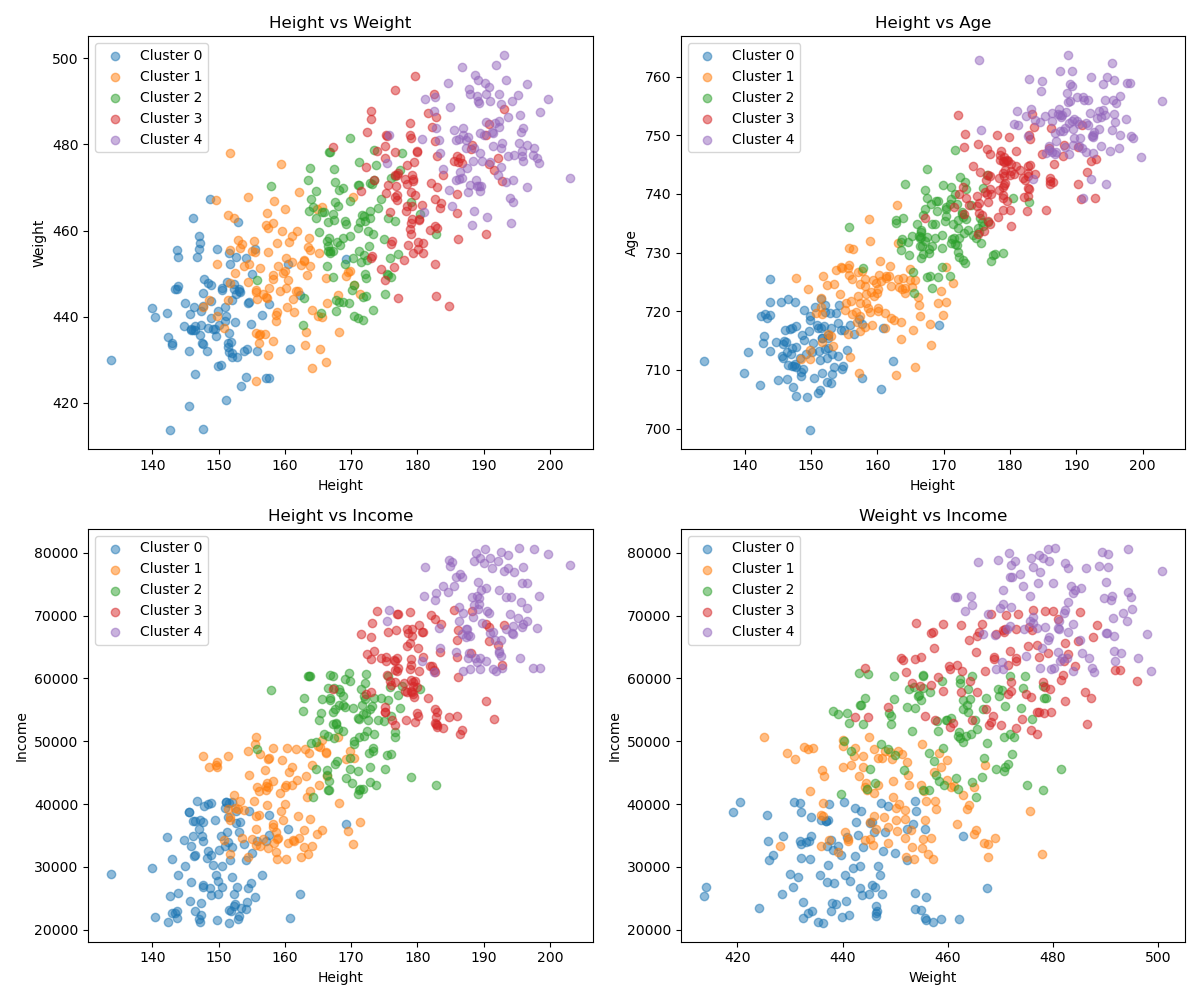 Height vs Weight
Cluster 0
Cluster 1
Cluster 2
Cluster 3
Cluster 4
500
480
460
440
420
Weight
140 150 160 170 180 190 200
Height
Height vs Age
Cluster 0
Cluster 1
Cluster 2
Cluster 3
Cluster 4
760
750
740
730
720
710
700
Age
140 150 160 170 180 190 200
Height
Height vs Income
Cluster 0
Cluster 1
Cluster 2
Cluster 3
Cluster 4
80000
70000
60000
50000
40000
30000
20000
Income
140 150 160 170 180 190 200
Height
Weight vs Income
Cluster 0
Cluster 1
Cluster 2
Cluster 3
Cluster 4
80000
70000
60000
50000
40000
30000
20000
Income
420 440 460 480 500
Weight